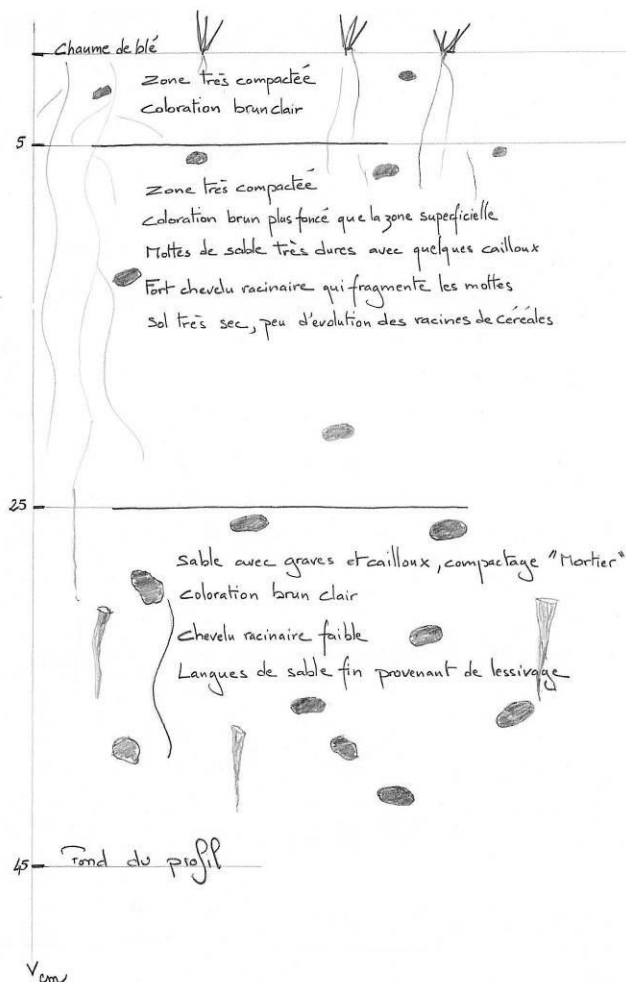 Chaume de blé
Zone très compactée
Coloration brun clair
5
Zone très compactée
Coloration brun plus foncé que la zone superficielle
Mottes de sable très dures avec quelques cailloux
Fort chevelu racinaire qui fragmente les mottes
Sol très sec, peu d'evolution des racines de céréales
25
Sable avec graves et cailloux, compactage "Mortier"
Coloration brun clair
Chevelu racinaire faible
Langues de sable fin provenant de lessivage
45
Fond du profil
V cm